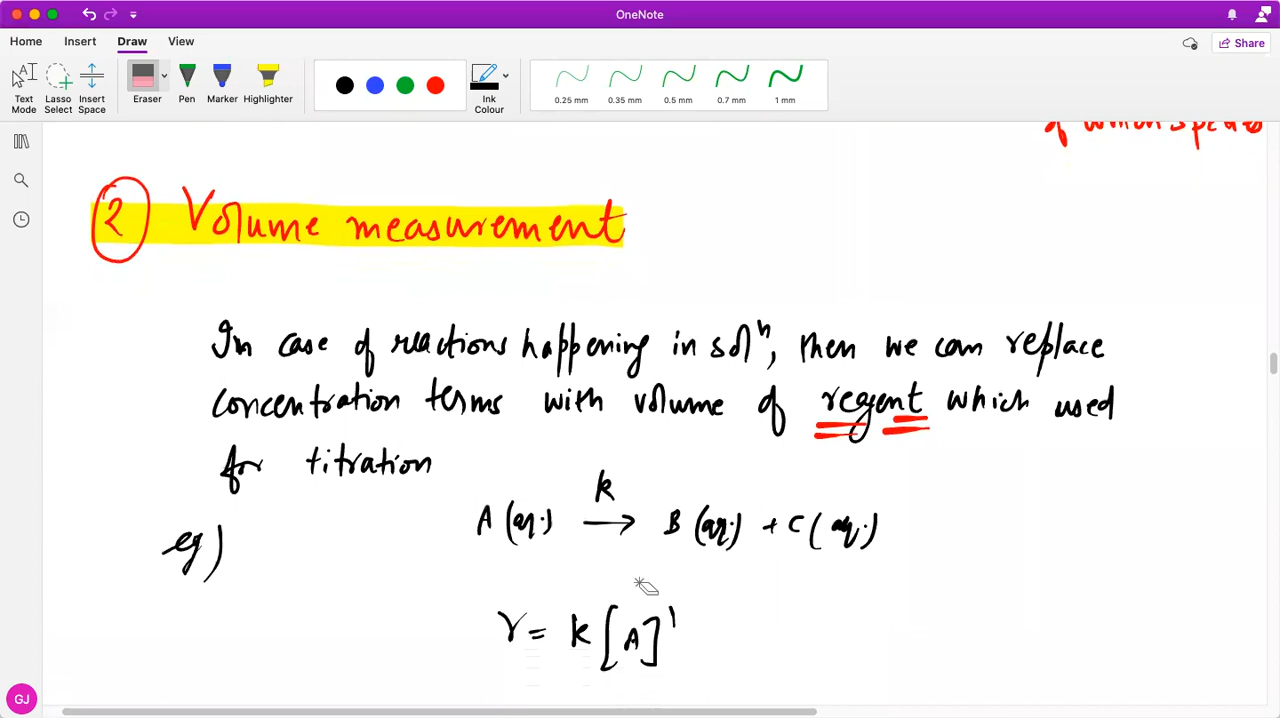 OneNote
Home Insert Draw View
Share
Text Mode
Lasso Select
Insert Space
Eraser
Pen
Marker
Highlighter
Ink Colour
0.25 mm
0.35 mm
0.5 mm
0.7 mm
1 mm
of which species
2 Volume measurement
In case of reactions happening in solⁿ, then we can replace
concentration terms with volume of regent which used
for titration
eg)
A (aq.) k → B (aq.) + C (aq.)
r = k [A]¹
GJ